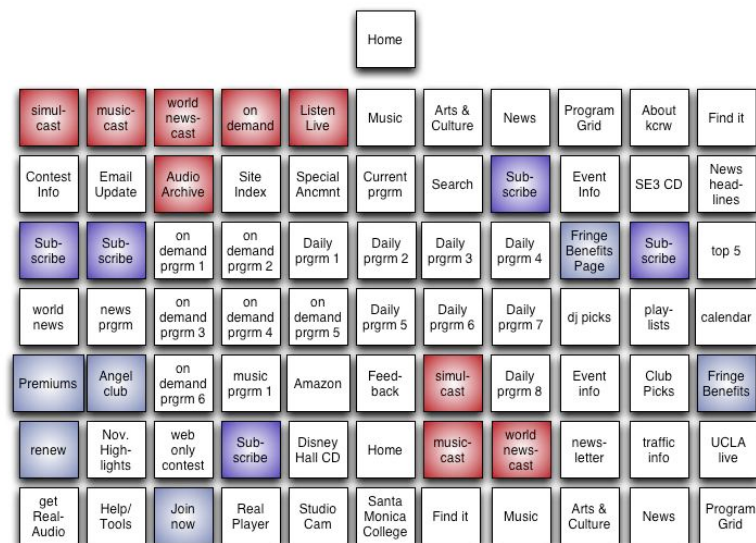 Home
simul-
cast
music-
cast
world
news-
cast
on
demand
Listen
Live
Music
Arts &
Culture
News
Program
Grid
About
kcrw
Find it
Contest
Info
Email
Update
Audio
Archive
Site
Index
Special
Ancmnt
Current
prgrm
Search
Sub-
scribe
Event
Info
SE3 CD
News
head-
lines
Sub-
scribe
Sub-
scribe
on
demand
prgrm 1
on
demand
prgrm 2
Daily
prgrm 1
Daily
prgrm 2
Daily
prgrm 3
Daily
prgrm 4
Fringe
Benefits
Page
Sub-
scribe
top 5
world
news
news
prgrm
on
demand
prgrm 3
on
demand
prgrm 4
on
demand
prgrm 5
Daily
prgrm 5
Daily
prgrm 6
Daily
prgrm 7
dj picks
play-
lists
calendar
Premiums
Angel
club
on
demand
prgrm 6
music
prgrm 1
Amazon
Feed-
back
simul-
cast
Daily
prgrm 8
Event
info
Club
Picks
Fringe
Benefits
renew
Nov.
High-
lights
web
only
contest
Sub-
scribe
Disney
Hall CD
Home
music-
cast
world
news-
cast
news-
letter
traffic
info
UCLA
live
get
Real-
Audio
Help/
Tools
Join
now
Real
Player
Studio
Cam
Santa
Monica
College
Find it
Music
Arts &
Culture
News
Program
Grid